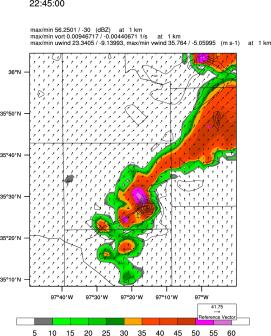 22:45:00
max/min 56.2501 / -30 (dBZ) at 1 km
max/min vort 0.00946717 / -0.00440671 1/s at 1 km
max/min uwind 23.3405 / -9.13993, max/min vwind 35.764 / -5.05995 (m s-1) at 1 km
36°N
35°50'N
35°40'N
35°30'N
35°20'N
35°10'N
97°40'W 97°30'W 97°20'W 97°10'W 97°W
41.75
Reference Vector
5 10 15 20 25 30 35 40 45 50 55 60